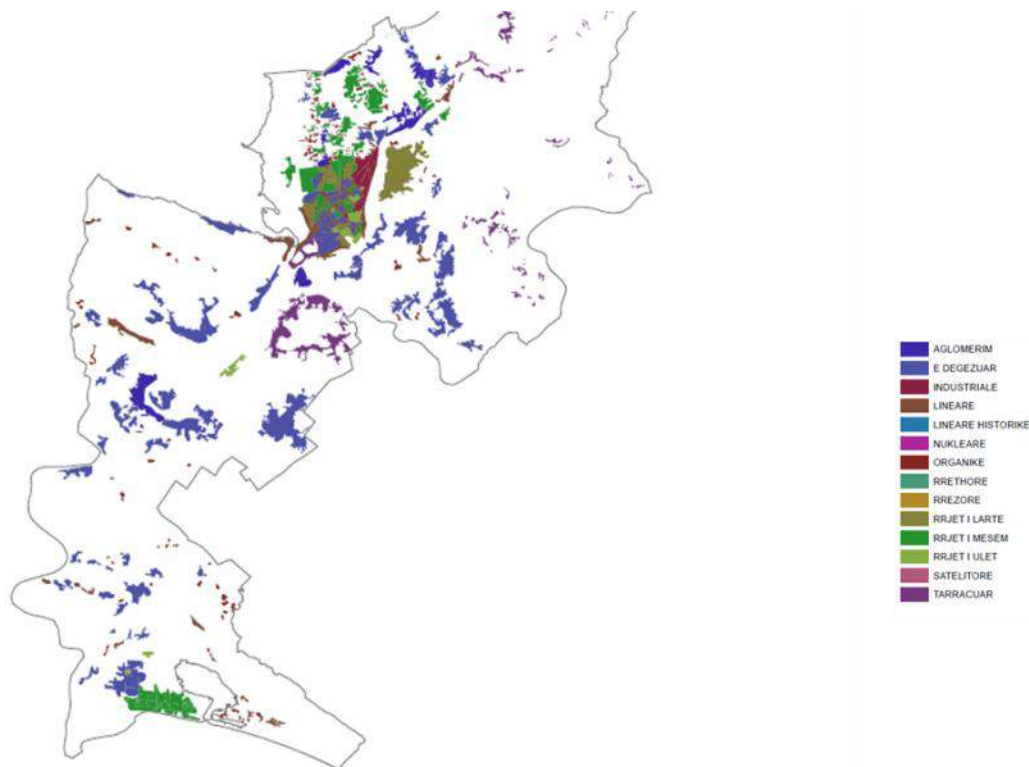 AGLOMERIM
E DEGEZUAR
INDUSTRIALE
LINEARE
LINEARE HISTORIKE
NUKLEARE
ORGANIKE
RRETHORE
RREZORE
RRJET I LARTE
RRJET I MESEM
RRJET I ULET
SATELITORE
TARRACUAR